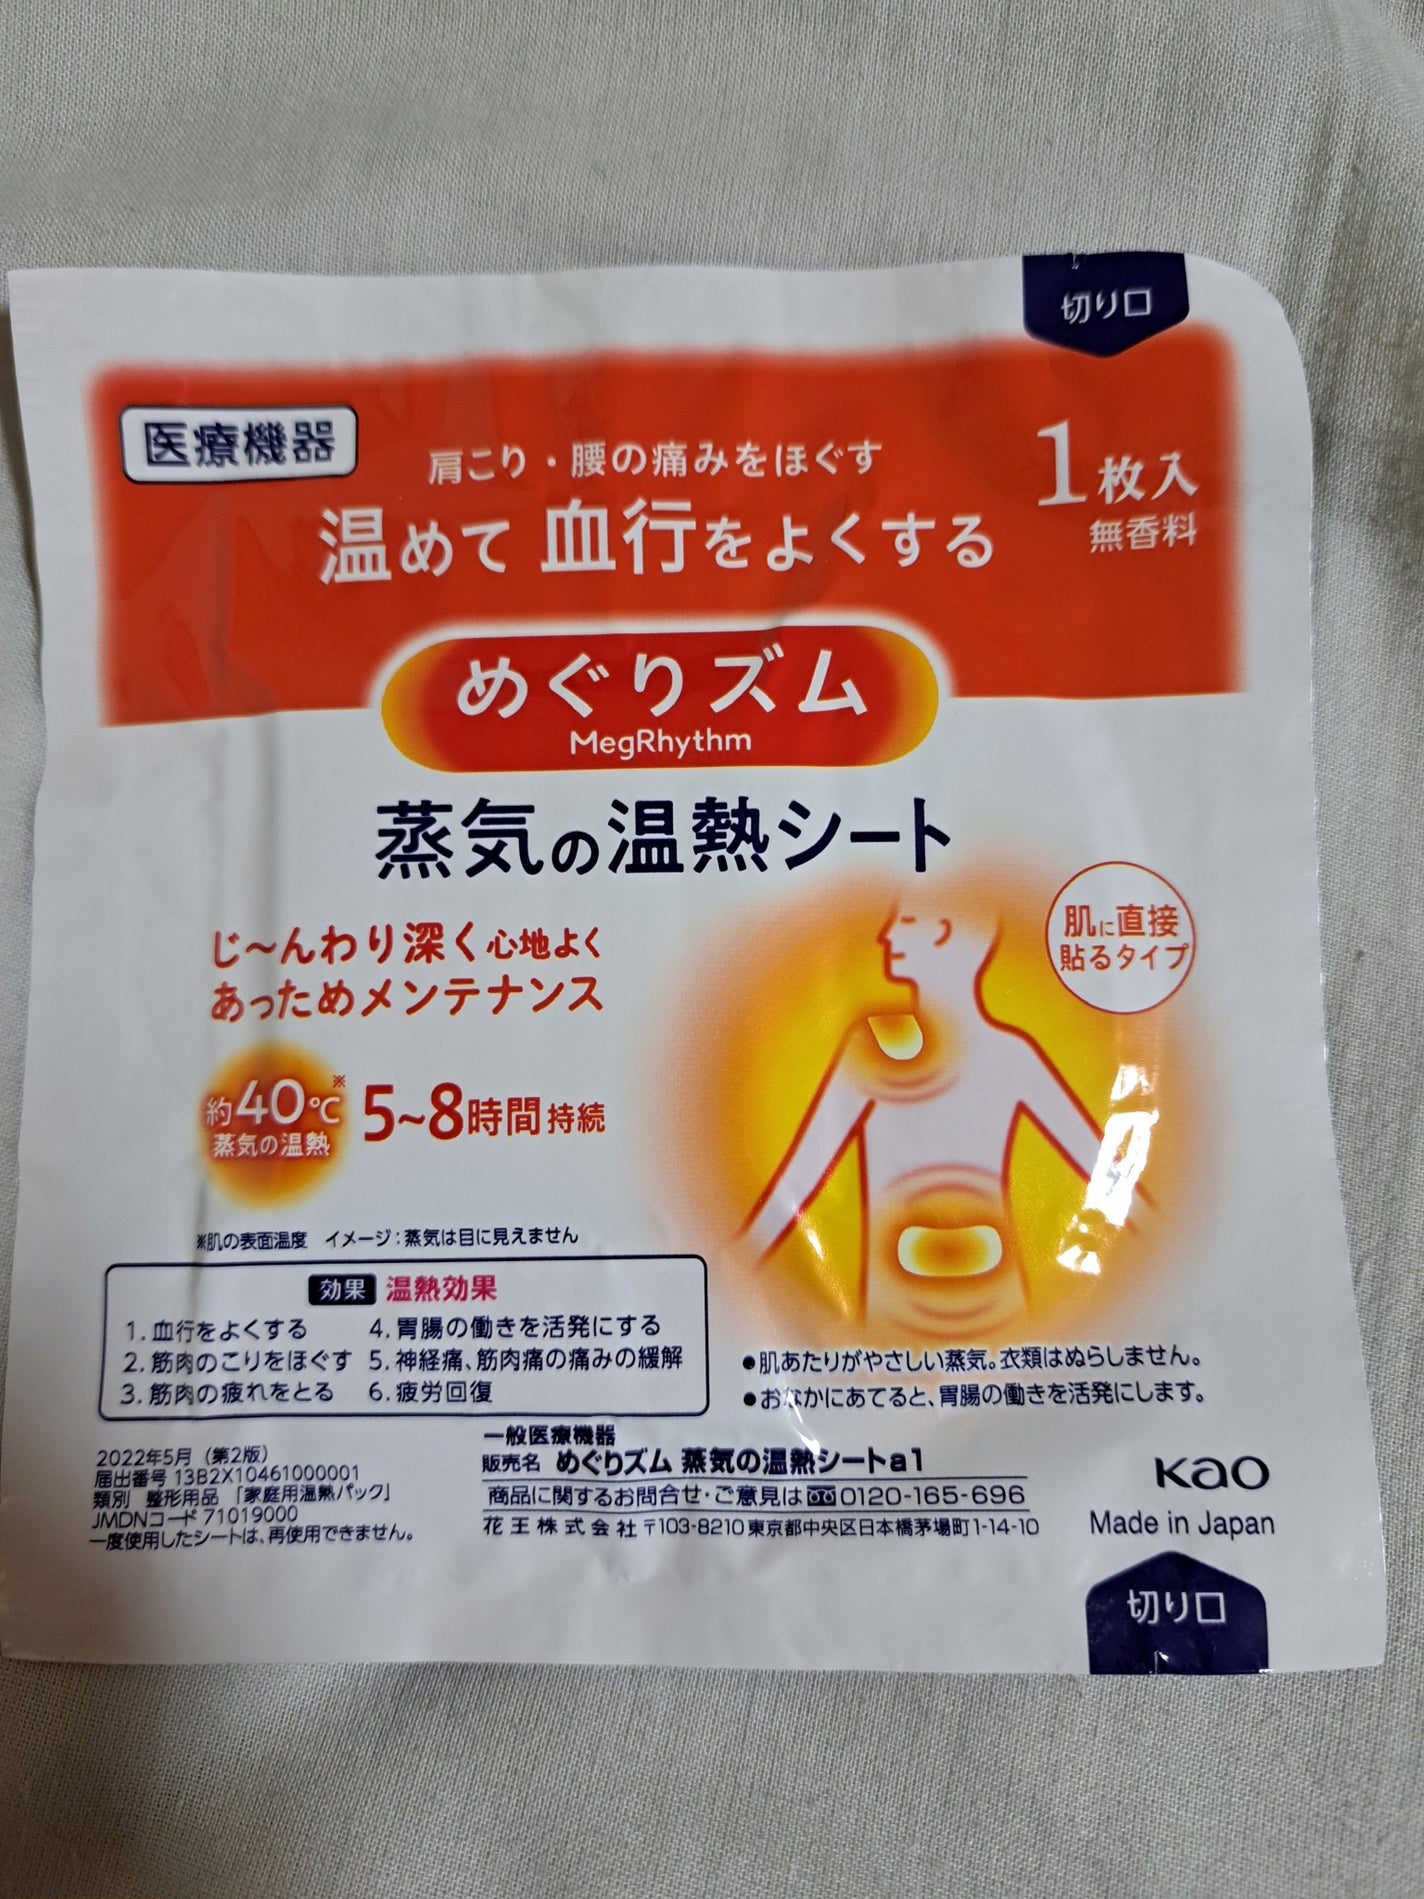 切り口
医療機器
肩こり・腰の痛みをほぐす
温めて 血行をよくする
1枚入
無香料
めぐりズム
MegRhythm
蒸気の温熱シート
じ～んわり深く心地よく
あっためメンテナンス
肌に直接
貼るタイプ
約40℃※
蒸気の温熱
5~8時間持続
※肌の表面温度 イメージ:蒸気は目に見えません
効果 温熱効果
1. 血行をよくする 4. 胃腸の働きを活発にする
2. 筋肉のこりをほぐす 5. 神経痛、筋肉痛の痛みの緩解
3. 筋肉の疲れをとる 6. 疲労回復
●肌あたりがやさしい蒸気。衣類はぬらしません。
●おなかにあてると、胃腸の働きを活発にします。
2022年5月 (第2版)
届出番号 13B2X10461000001
類別 整形用品 「家庭用温熱パック」
JMDNコード 71019000
一度使用したシートは、再使用できません。
一般医療機器
販売名 めぐりズム 蒸気の温熱シートa1
商品に関するお問合せ・ご意見は 0120-165-696
花王株式会社 〒103-8210 東京都中央区日本橋茅場町1-14-10
Kao
Made in Japan
切り口